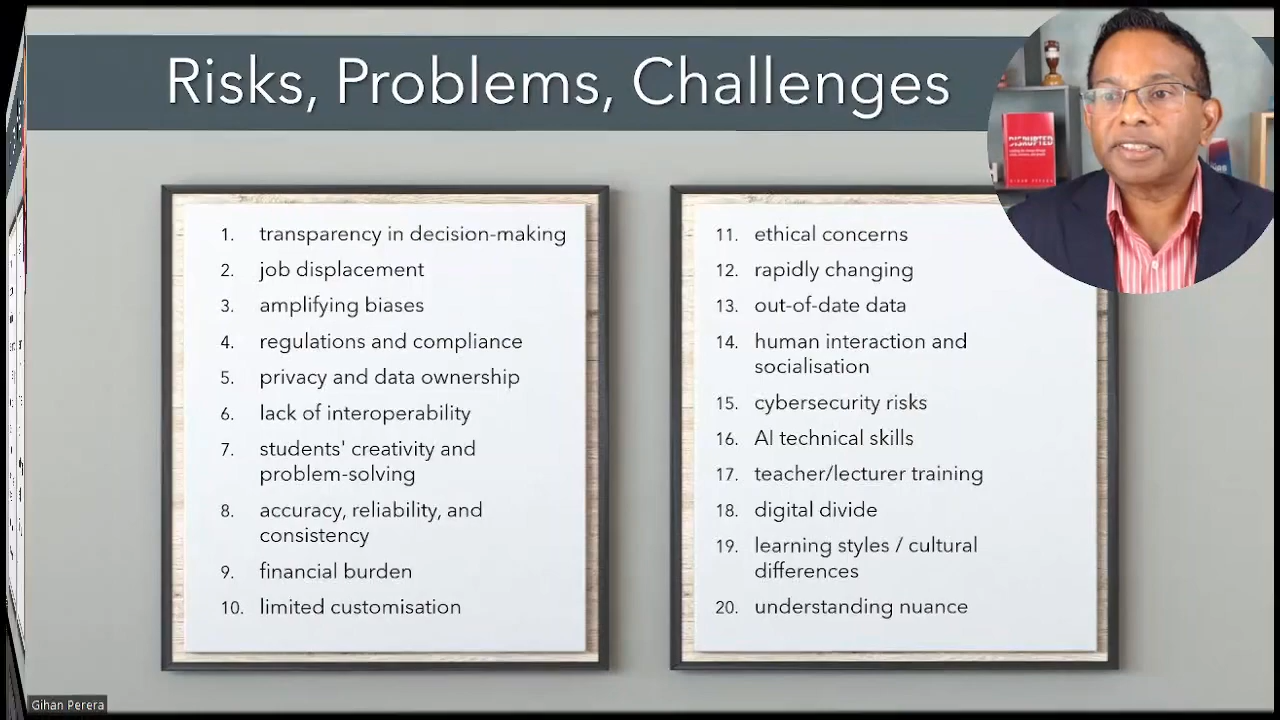 Risks, Problems, Challenges
1. transparency in decision-making
2. job displacement
3. amplifying biases
4. regulations and compliance
5. privacy and data ownership
6. lack of interoperability
7. students' creativity and
problem-solving
8. accuracy, reliability, and
consistency
9. financial burden
10. limited customisation
11. ethical concerns
12. rapidly changing
13. out-of-date data
14. human interaction and
socialisation
15. cybersecurity risks
16. AI technical skills
17. teacher/lecturer training
18. digital divide
19. learning styles / cultural
differences
20. understanding nuance
DISRUPTED
GIHAN PERERA
Gihan Perera